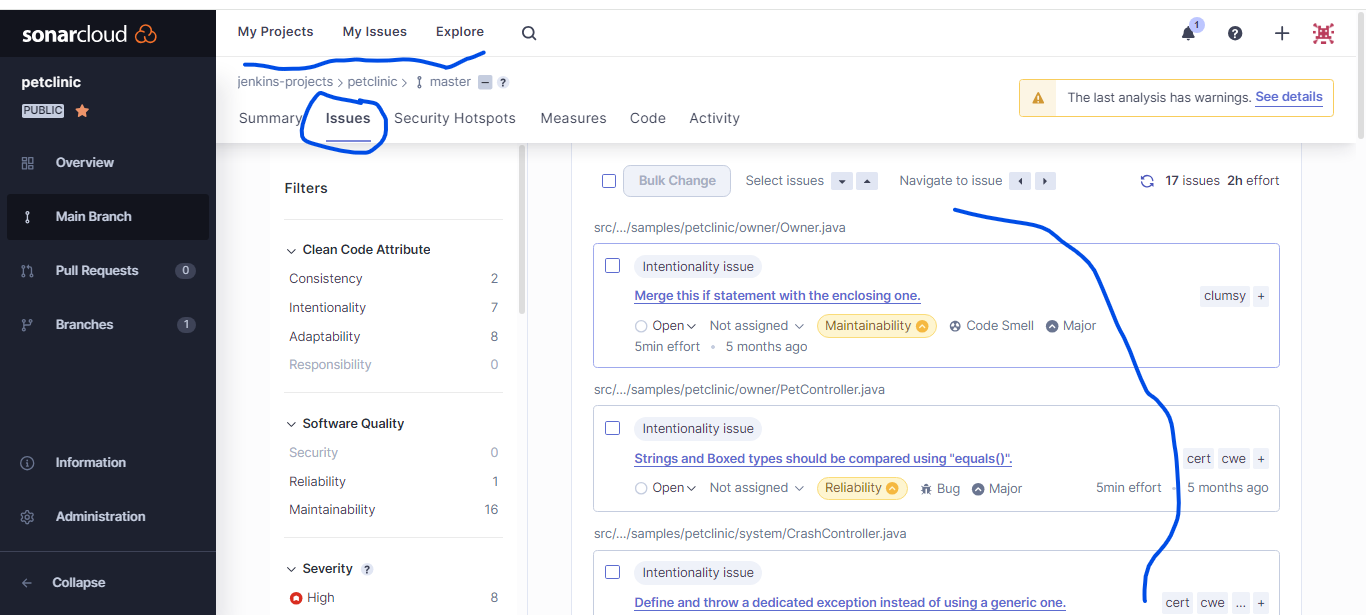 sonarcloud
My Projects My Issues Explore
1
petclinic
PUBLIC
jenkins-projects petclinic master ?
The last analysis has warnings. See details
Summary Issues Security Hotspots Measures Code Activity
Overview
Main Branch
Pull Requests 0
Branches 1
Information
Administration
Collapse
Filters
Clean Code Attribute
Consistency 2
Intentionality 7
Adaptability 8
Responsibility 0
Software Quality
Security 0
Reliability 1
Maintainability 16
Severity ?
High 8
Bulk Change Select issues Navigate to issue 17 issues 2h effort
src/.../samples/petclinic/owner/Owner.java
Intentionality issue
Merge this if statement with the enclosing one.
clumsy +
Open Not assigned Maintainability Code Smell Major
5min effort • 5 months ago
src/.../samples/petclinic/owner/PetController.java
Intentionality issue
Strings and Boxed types should be compared using "equals()".
cert cwe +
Open Not assigned Reliability Bug Major 5min effort • 5 months ago
src/.../samples/petclinic/system/CrashController.java
Intentionality issue
Define and throw a dedicated exception instead of using a generic one.
cert cwe ... +